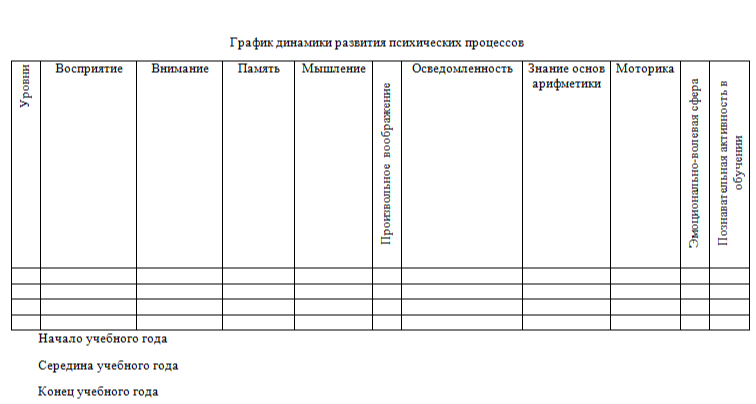 График динамики развития психических процессов
Уровни
Восприятие
Внимание
Память
Мышление
Произвольное воображение
Осведомленность
Знание основ
арифметики
Моторика
Эмоционально-волевая сфера
Познавательная активность в
обучении
Начало учебного года
Середина учебного года
Конец учебного года